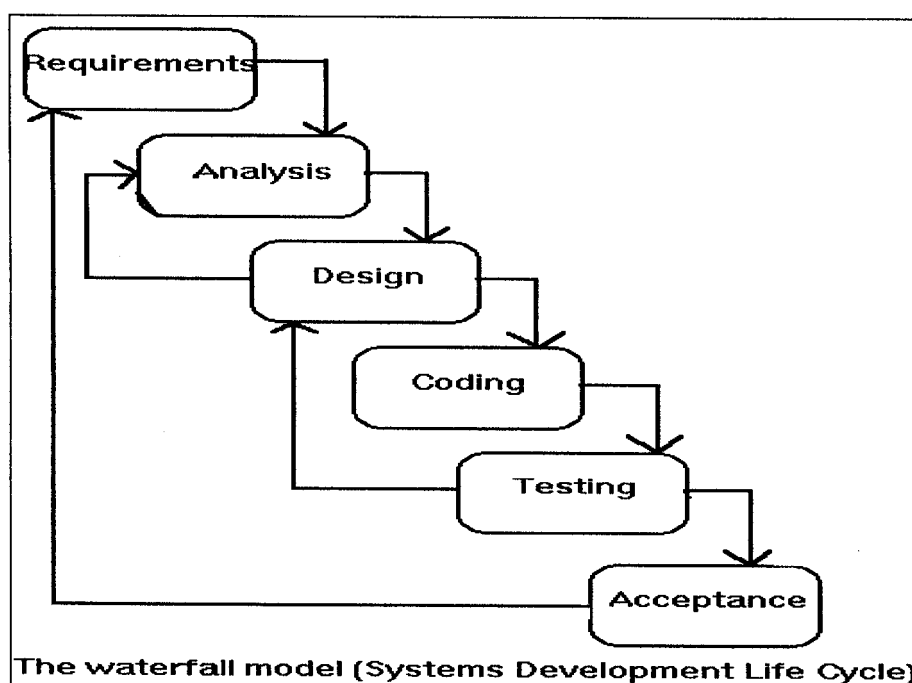 Requirements
Analysis
Design
Coding
Testing
Acceptance
The waterfall model (Systems Development Life Cycle)